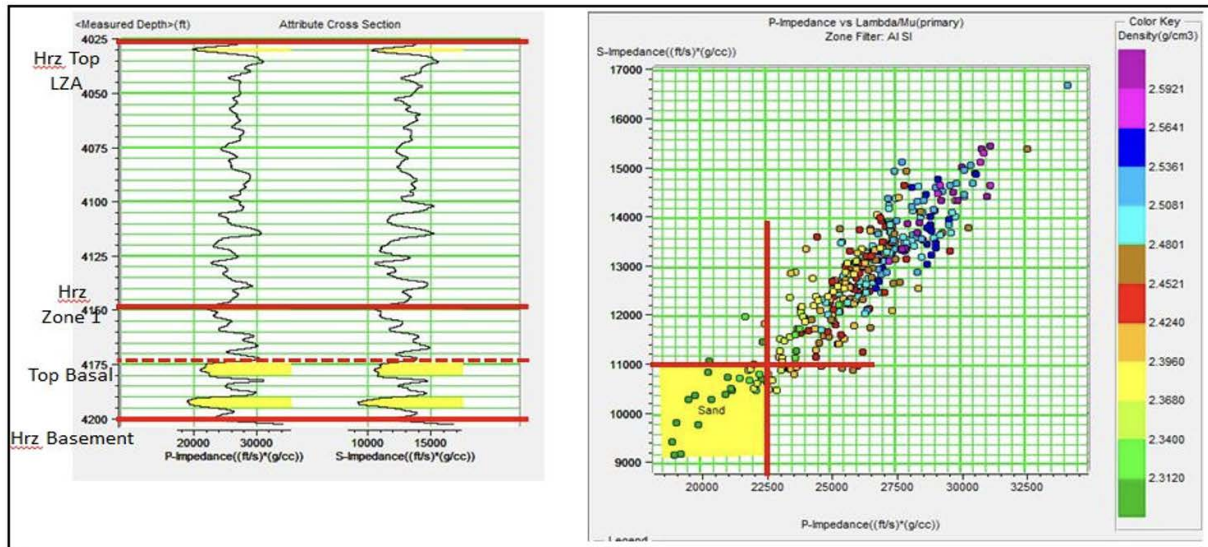 <Measured Depth>(ft)
Attribute Cross Section
4025
Hrz Top
LZA
4050
4075
4100
4125
Hrz
4150
Zone 1
4175
Top Basal
4200
Hrz Basement
20000 30000 10000 15000
P-Impedance((ft/s)*(g/cc)) S-Impedance((ft/s)*(g/cc))
P-Impedance vs Lambda/Mu(primary)
Zone Filter: AI SI
S-Impedance((ft/s)*(g/cc))
17000
16000
15000
14000
13000
12000
11000
10000
9000
Sand
20000 22500 25000 27500 30000 32500
P-Impedance((ft/s)*(g/cc))
Legend
Color Key
Density(g/cm3)
2.5921
2.5641
2.5361
2.5081
2.4801
2.4521
2.4240
2.3960
2.3680
2.3400
2.3120